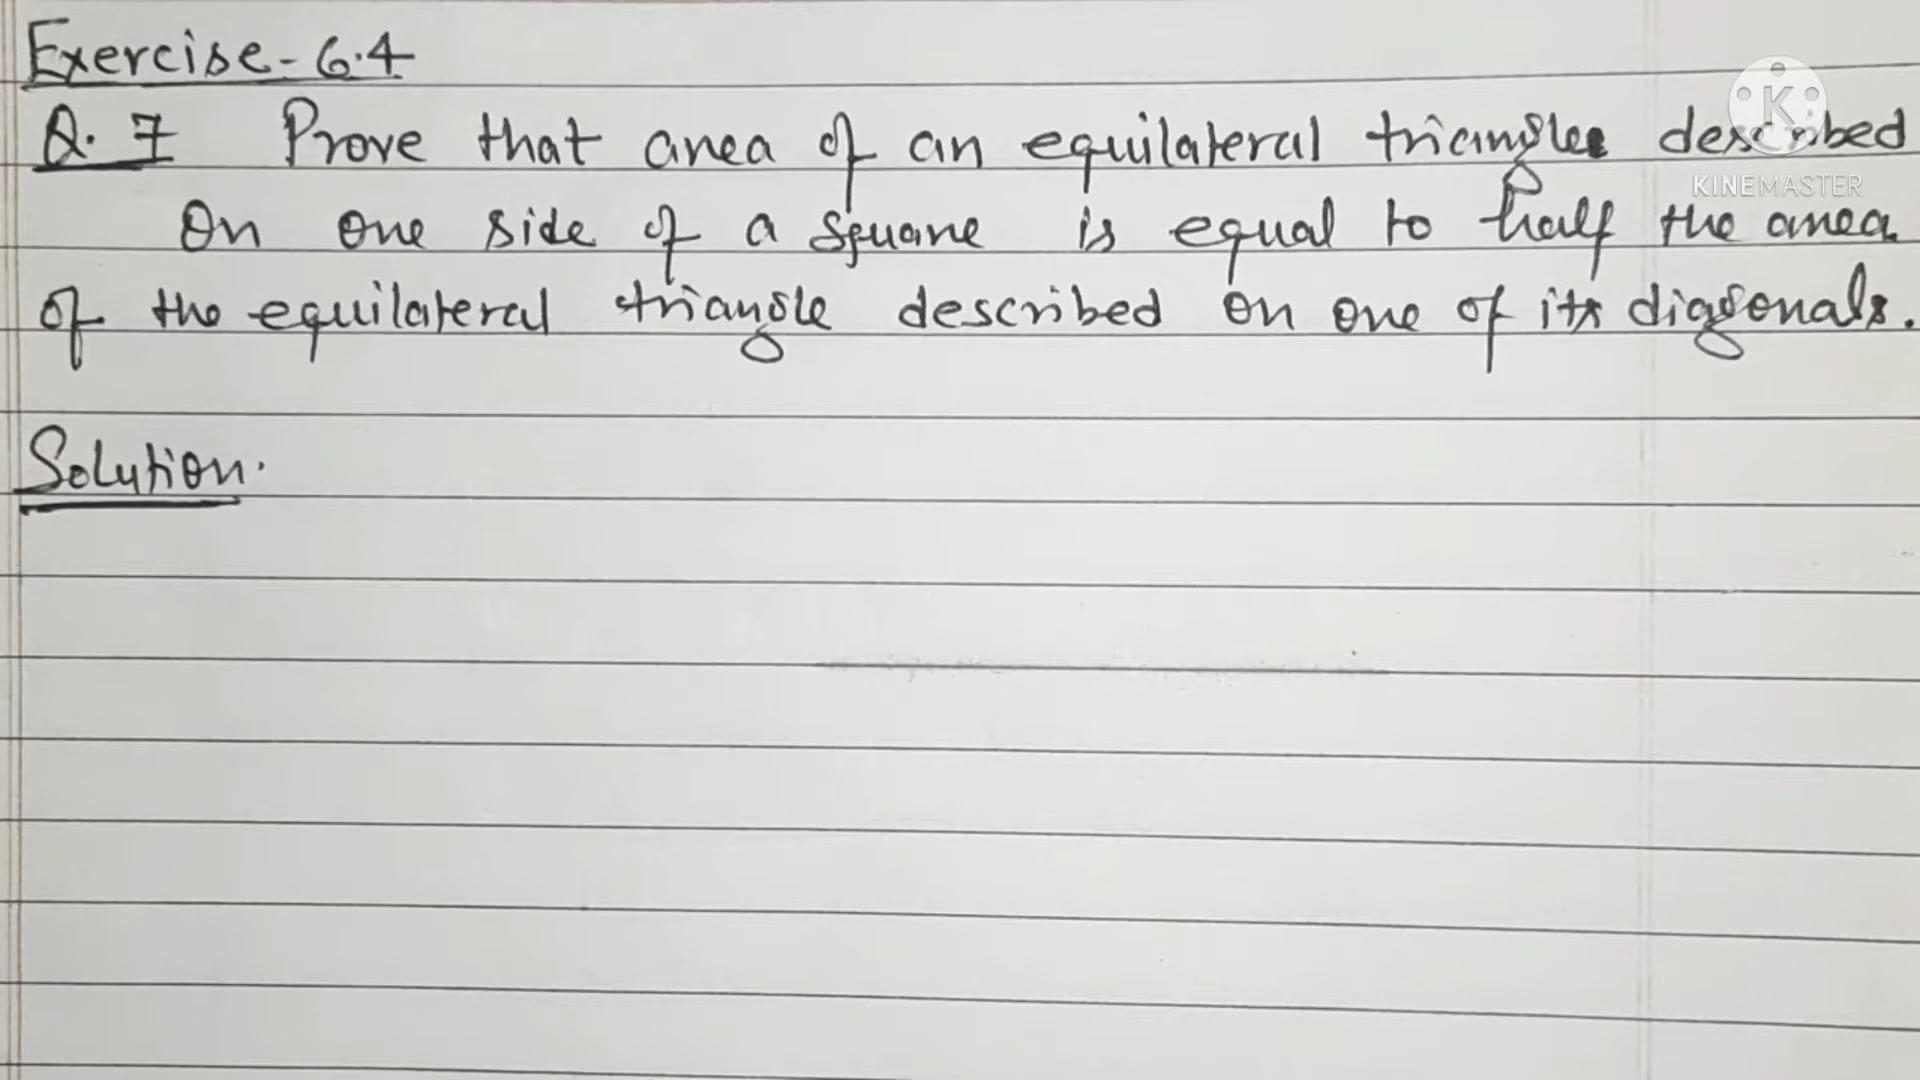 Exercise-6.4
K
Q.7 Prove that area of an equilateral triangle described
KINEMASTER
On one side of a square is equal to half the area
of the equilateral triangle described on one of its diagonals.
Solution.